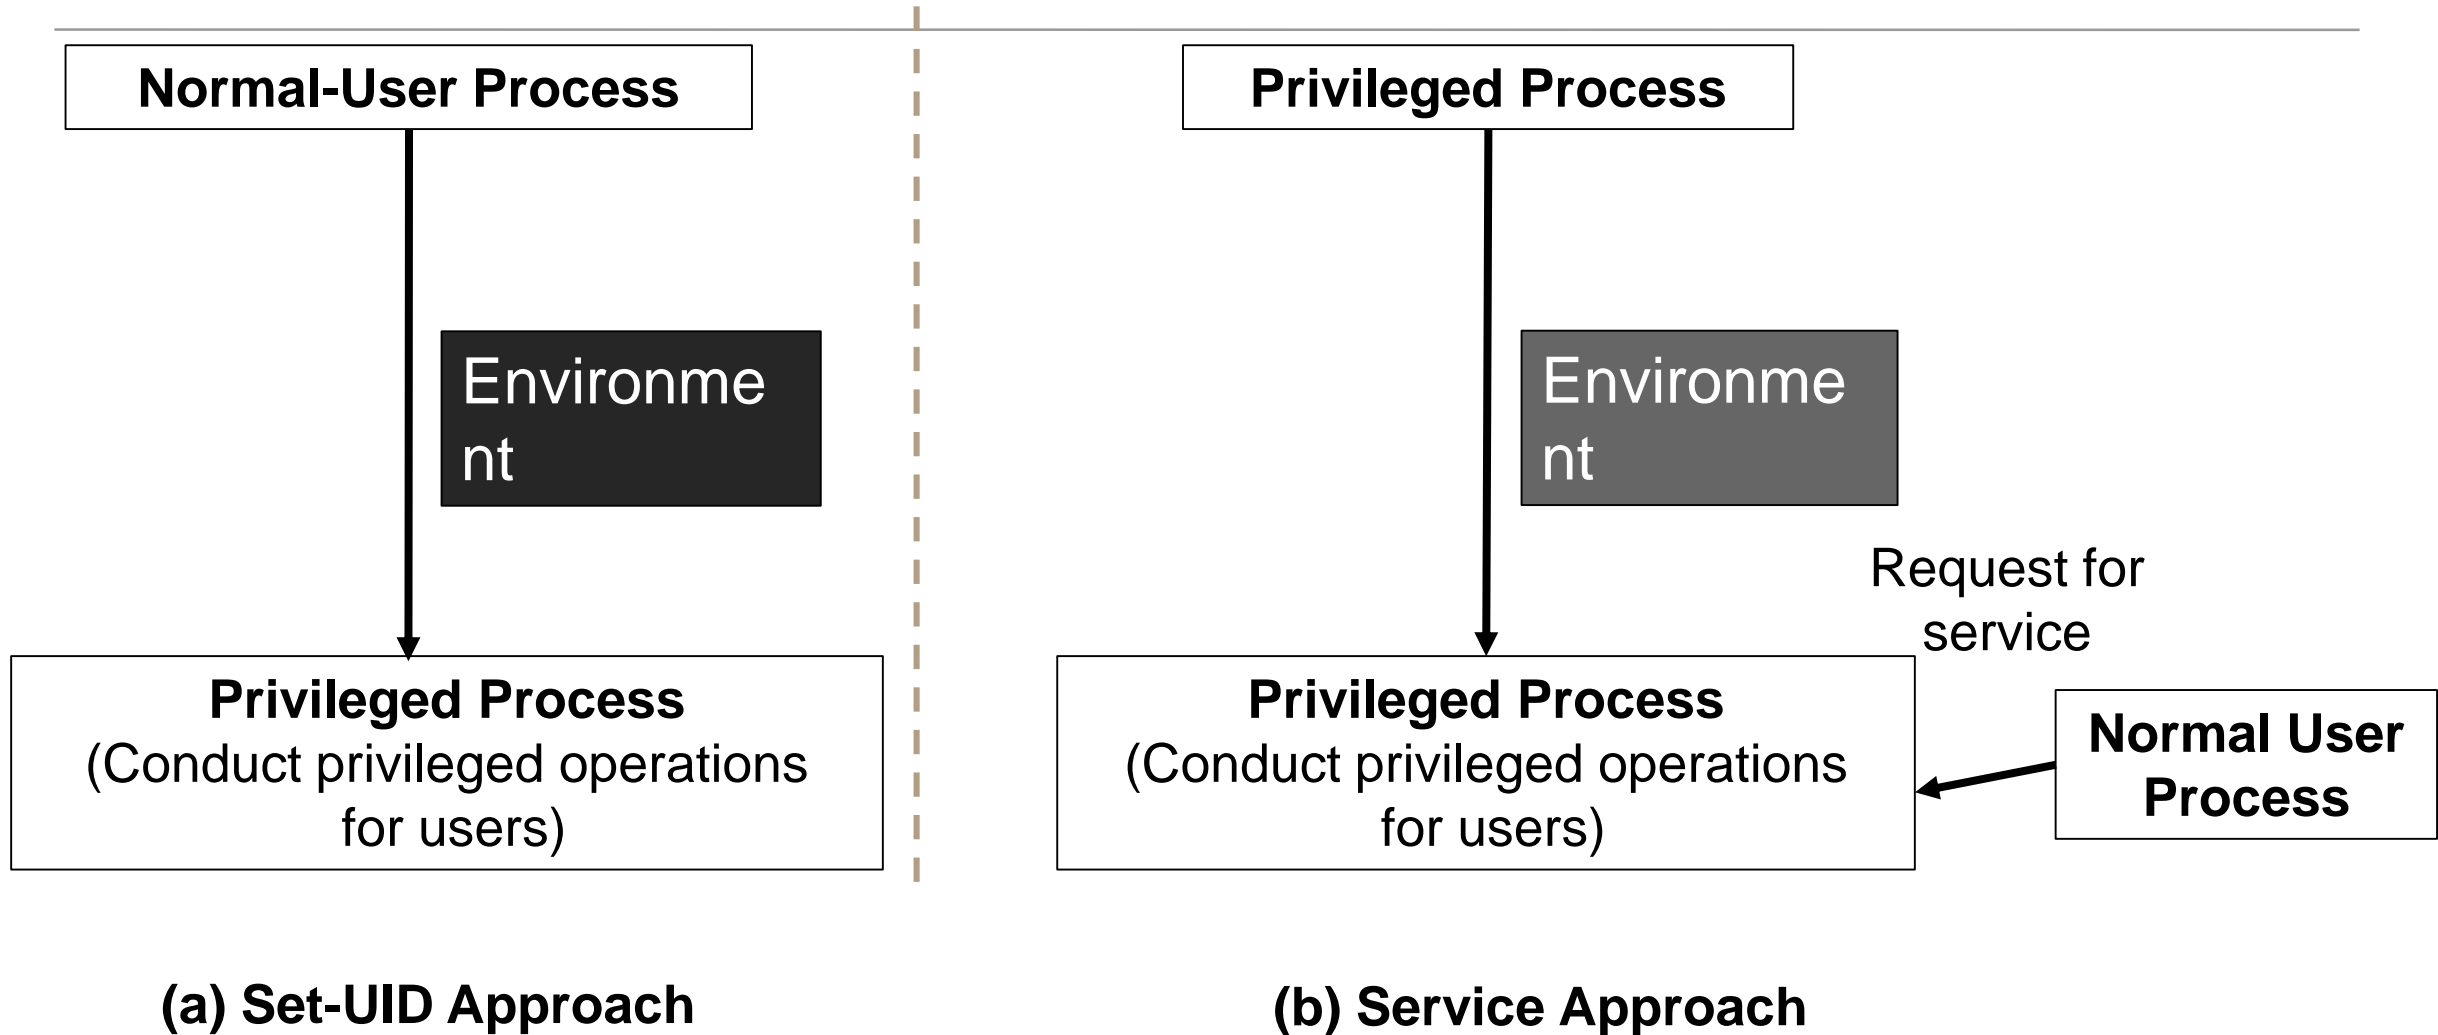 Normal-User Process
Environme
nt
Privileged Process
(Conduct privileged operations
for users)
(a) Set-UID Approach
Privileged Process
Environme
nt
Request for
service
Privileged Process
(Conduct privileged operations
for users)
Normal User
Process
(b) Service Approach